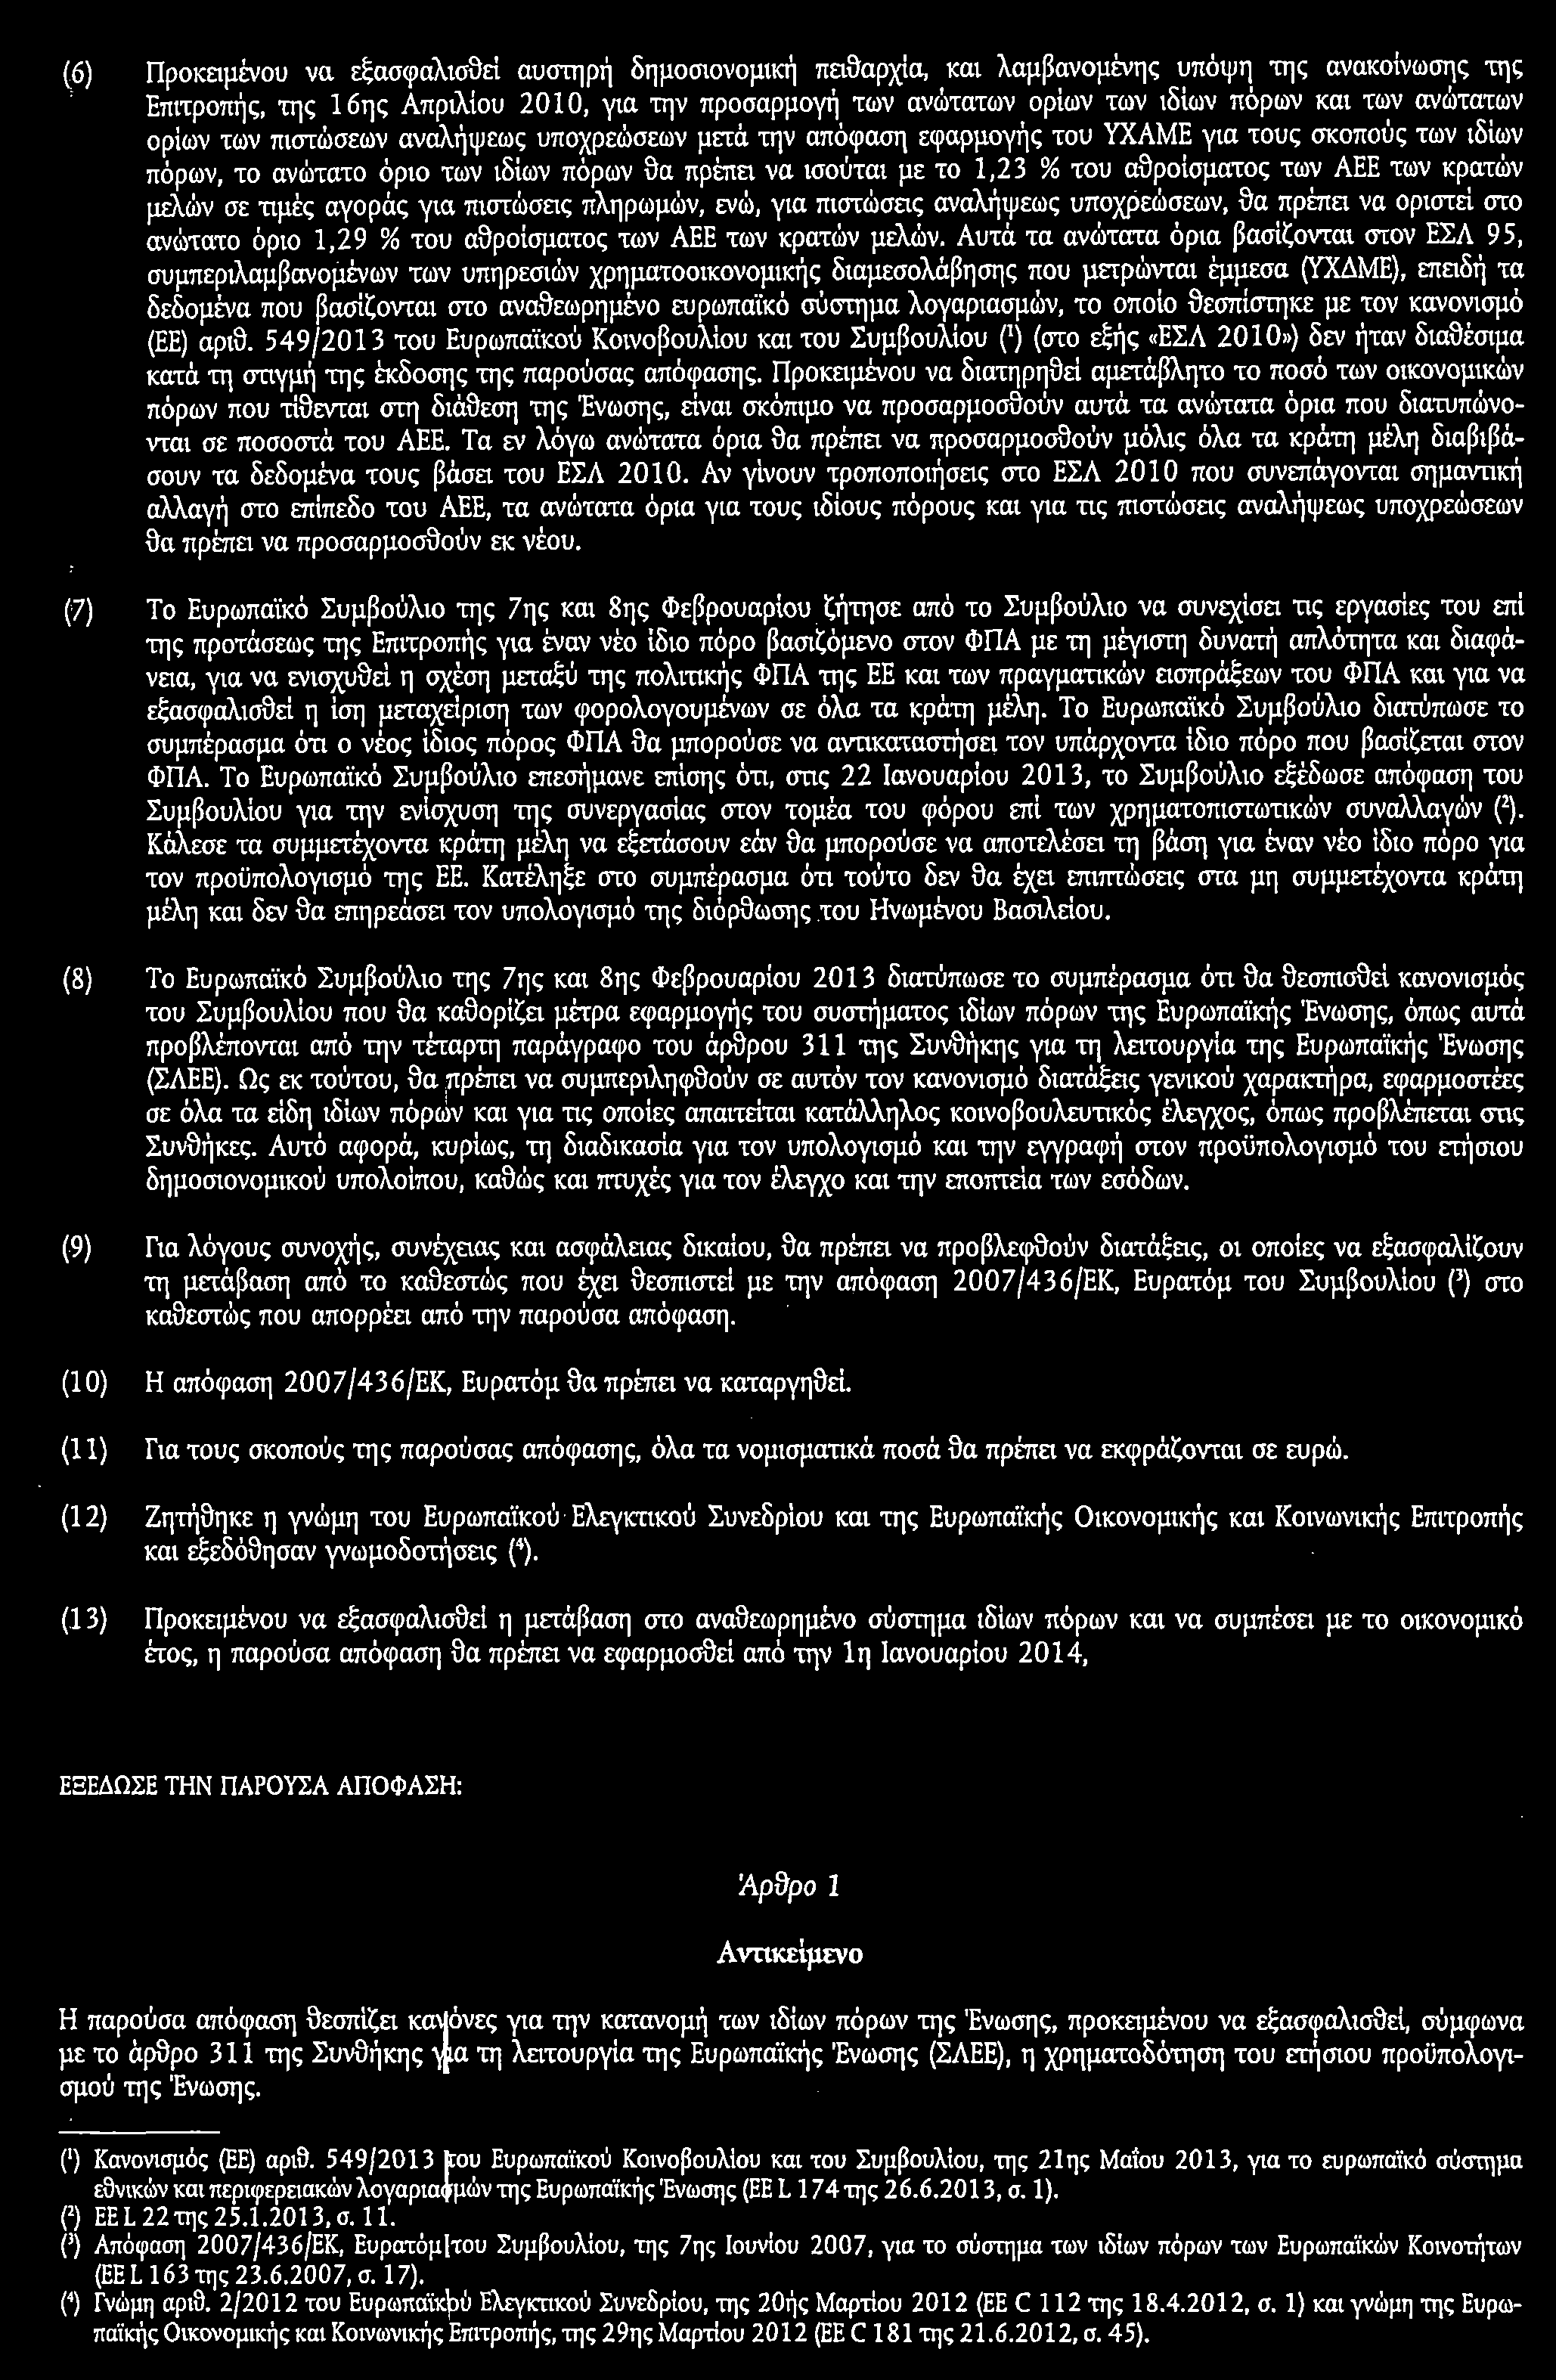 (6) Προκειμένου να εξασφαλισθεί αυστηρή δημοσιονομική πειθαρχία, και λαμβανομένης υπόψη της ανακοίνωσης της
Επιτροπής, της 16ης Απριλίου 2010, για την προσαρμογή των ανώτατων ορίων των ιδίων πόρων και των ανώτατων
ορίων των πιστώσεων αναλήψεως υποχρεώσεων μετά την απόφαση εφαρμογής του ΥΧΑΜΕ για τους σκοπούς των ιδίων
πόρων, το ανώτατο όριο των ιδίων πόρων θα πρέπει να ισούται με το 1,23 % του αθροίσματος των ΑΕΕ των κρατών
μελών σε τιμές αγοράς για πιστώσεις πληρωμών, ενώ, για πιστώσεις αναλήψεως υποχρεώσεων, θα πρέπει να οριστεί στο
ανώτατο όριο 1,29 % του αθροίσματος των ΑΕΕ των κρατών μελών. Αυτά τα ανώτατα όρια βασίζονται στον ΕΣΛ 95,
συμπεριλαμβανομένων των υπηρεσιών χρηματοοικονομικής διαμεσολάβησης που μετρώνται έμμεσα (ΥΧΔΜΕ), επειδή τα
δεδομένα που βασίζονται στο αναθεωρημένο ευρωπαϊκό σύστημα λογαριασμών, το οποίο θεσπίστηκε με τον κανονισμό
(ΕΕ) αριθ. 549/2013 του Ευρωπαϊκού Κοινοβουλίου και του Συμβουλίου (¹) (στο εξής «ΕΣΛ 2010») δεν ήταν διαθέσιμα
κατά τη στιγμή της έκδοσης της παρούσας απόφασης. Προκειμένου να διατηρηθεί αμετάβλητο το ποσό των οικονομικών
πόρων που τίθενται στη διάθεση της Ένωσης, είναι σκόπιμο να προσαρμοσθούν αυτά τα ανώτατα όρια που διατυπώνο-
νται σε ποσοστά του ΑΕΕ. Τα εν λόγω ανώτατα όρια θα πρέπει να προσαρμοσθούν μόλις όλα τα κράτη μέλη διαβιβά-
σουν τα δεδομένα τους βάσει του ΕΣΛ 2010. Αν γίνουν τροποποιήσεις στο ΕΣΛ 2010 που συνεπάγονται σημαντική
αλλαγή στο επίπεδο του ΑΕΕ, τα ανώτατα όρια για τους ιδίους πόρους και για τις πιστώσεις αναλήψεως υποχρεώσεων
θα πρέπει να προσαρμοσθούν εκ νέου.
(7) Το Ευρωπαϊκό Συμβούλιο της 7ης και 8ης Φεβρουαρίου ζήτησε από το Συμβούλιο να συνεχίσει τις εργασίες του επί
της προτάσεως της Επιτροπής για έναν νέο ίδιο πόρο βασιζόμενο στον ΦΠΑ με τη μέγιστη δυνατή απλότητα και διαφά-
νεια, για να ενισχυθεί η σχέση μεταξύ της πολιτικής ΦΠΑ της ΕΕ και των πραγματικών εισπράξεων του ΦΠΑ και για να
εξασφαλισθεί η ίση μεταχείριση των φορολογουμένων σε όλα τα κράτη μέλη. Το Ευρωπαϊκό Συμβούλιο διατύπωσε το
συμπέρασμα ότι ο νέος ίδιος πόρος ΦΠΑ θα μπορούσε να αντικαταστήσει τον υπάρχοντα ίδιο πόρο που βασίζεται στον
ΦΠΑ. Το Ευρωπαϊκό Συμβούλιο επεσήμανε επίσης ότι, στις 22 Ιανουαρίου 2013, το Συμβούλιο εξέδωσε απόφαση του
Συμβουλίου για την ενίσχυση της συνεργασίας στον τομέα του φόρου επί των χρηματοπιστωτικών συναλλαγών (²).
Κάλεσε τα συμμετέχοντα κράτη μέλη να εξετάσουν εάν θα μπορούσε να αποτελέσει τη βάση για έναν νέο ίδιο πόρο για
τον προϋπολογισμό της ΕΕ. Κατέληξε στο συμπέρασμα ότι τούτο δεν θα έχει επιπτώσεις στα μη συμμετέχοντα κράτη
μέλη και δεν θα επηρεάσει τον υπολογισμό της διόρθωσης του Ηνωμένου Βασιλείου.
(8) Το Ευρωπαϊκό Συμβούλιο της 7ης και 8ης Φεβρουαρίου 2013 διατύπωσε το συμπέρασμα ότι θα θεσπισθεί κανονισμός
του Συμβουλίου που θα καθορίζει μέτρα εφαρμογής του συστήματος ιδίων πόρων της Ευρωπαϊκής Ένωσης, όπως αυτά
προβλέπονται από την τέταρτη παράγραφο του άρθρου 311 της Συνθήκης για τη λειτουργία της Ευρωπαϊκής Ένωσης
(ΣΛΕΕ). Ως εκ τούτου, θα πρέπει να συμπεριληφθούν σε αυτόν τον κανονισμό διατάξεις γενικού χαρακτήρα, εφαρμοστέες
σε όλα τα είδη ιδίων πόρων και για τις οποίες απαιτείται κατάλληλος κοινοβουλευτικός έλεγχος, όπως προβλέπεται στις
Συνθήκες. Αυτό αφορά, κυρίως, τη διαδικασία για τον υπολογισμό και την εγγραφή στον προϋπολογισμό του ετήσιου
δημοσιονομικού υπολοίπου, καθώς και πτυχές για τον έλεγχο και την εποπτεία των εσόδων.
(9) Για λόγους συνοχής, συνέχειας και ασφάλειας δικαίου, θα πρέπει να προβλεφθούν διατάξεις, οι οποίες να εξασφαλίζουν
τη μετάβαση από το καθεστώς που έχει θεσπιστεί με την απόφαση 2007/436/ΕΚ, Ευρατόμ του Συμβουλίου (³) στο
καθεστώς που απορρέει από την παρούσα απόφαση.
(10) Η απόφαση 2007/436/ΕΚ, Ευρατόμ θα πρέπει να καταργηθεί.
(11) Για τους σκοπούς της παρούσας απόφασης, όλα τα νομισματικά ποσά θα πρέπει να εκφράζονται σε ευρώ.
(12) Ζητήθηκε η γνώμη του Ευρωπαϊκού Ελεγκτικού Συνεδρίου και της Ευρωπαϊκής Οικονομικής και Κοινωνικής Επιτροπής
και εξεδόθησαν γνωμοδοτήσεις (⁴).
(13) Προκειμένου να εξασφαλισθεί η μετάβαση στο αναθεωρημένο σύστημα ιδίων πόρων και να συμπέσει με το οικονομικό
έτος, η παρούσα απόφαση θα πρέπει να εφαρμοσθεί από την 1η Ιανουαρίου 2014,
ΕΞΕΔΩΣΕ ΤΗΝ ΠΑΡΟΥΣΑ ΑΠΟΦΑΣΗ:
Άρθρο 1
Αντικείμενο
Η παρούσα απόφαση θεσπίζει κανόνες για την κατανομή των ιδίων πόρων της Ένωσης, προκειμένου να εξασφαλισθεί, σύμφωνα
με το άρθρο 311 της Συνθήκης για τη λειτουργία της Ευρωπαϊκής Ένωσης (ΣΛΕΕ), η χρηματοδότηση του ετήσιου προϋπολογι-
σμού της Ένωσης.
(¹) Κανονισμός (ΕΕ) αριθ. 549/2013 του Ευρωπαϊκού Κοινοβουλίου και του Συμβουλίου, της 21ης Μαΐου 2013, για το ευρωπαϊκό σύστημα
εθνικών και περιφερειακών λογαριασμών της Ευρωπαϊκής Ένωσης (ΕΕ L 174 της 26.6.2013, σ. 1).
(²) ΕΕ L 22 της 25.1.2013, σ. 11.
(³) Απόφαση 2007/436/ΕΚ, Ευρατόμ του Συμβουλίου, της 7ης Ιουνίου 2007, για το σύστημα των ιδίων πόρων των Ευρωπαϊκών Κοινοτήτων
(ΕΕ L 163 της 23.6.2007, σ. 17).
(⁴) Γνώμη αριθ. 2/2012 του Ευρωπαϊκού Ελεγκτικού Συνεδρίου, της 20ής Μαρτίου 2012 (ΕΕ C 112 της 18.4.2012, σ. 1) και γνώμη της Ευρω-
παϊκής Οικονομικής και Κοινωνικής Επιτροπής, της 29ης Μαρτίου 2012 (ΕΕ C 181 της 21.6.2012, σ. 45).